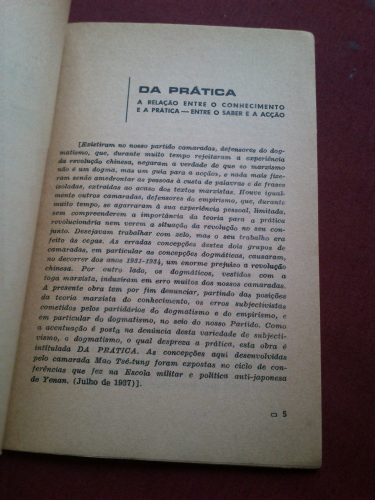 DA PRÁTICA
A RELAÇÃO ENTRE O CONHECIMENTO
E A PRÁTICA — ENTRE O SABER E A ACÇÃO
[Existiram no nosso partido camaradas, defensores do dog-
matismo, que, durante muito tempo rejeitaram a experiência
da revolução chinesa, negaram a verdade de que «o marxismo
não é dogma, mas um guia para a acção», e nada mais fize-
ram senão amedrontar as pessoas à custa de palavras e de frases
isoladas, extraídas ao acaso dos textos marxistas. Houve igual-
mente outros camaradas, defensores do empirismo, que, durante
muito tempo, se agarraram à sua experiência pessoal, limitada,
sem compreenderem a importância da teoria para a prática
revolucionária nem verem a situação da revolução no seu con-
junto. Desejavam trabalhar com zelo, mas o seu trabalho era
feito às cegas. As erradas concepções destes dois grupos de
camaradas, em particular as concepções dogmáticas, causaram,
no decorrer dos anos 1931-1934, um enorme prejuízo à revolução
chinesa. Por outro lado, os dogmáticos, vestidos com a
toga marxista, induziram em erro muitos dos nossos camaradas.
A presente obra tem por fim denunciar, partindo das posições
da teoria marxista do conhecimento, os erros subjectivistas
cometidos pelos partidários do dogmatismo e do empirismo, e
em particular do dogmatismo, no seio do nosso Partido. Como
a acentuação é posta na denúncia desta variedade de subjecti-
vismo, o dogmatismo, o qual despreza a prática, esta obra é
intitulada DA PRÁTICA. As concepções aqui desenvolvidas
pelo camarada Mao Tsé-tung foram expostas no ciclo de con-
ferências que fez na Escola militar e política anti-japonesa
de Yenan. (Julho de 1937)].
5